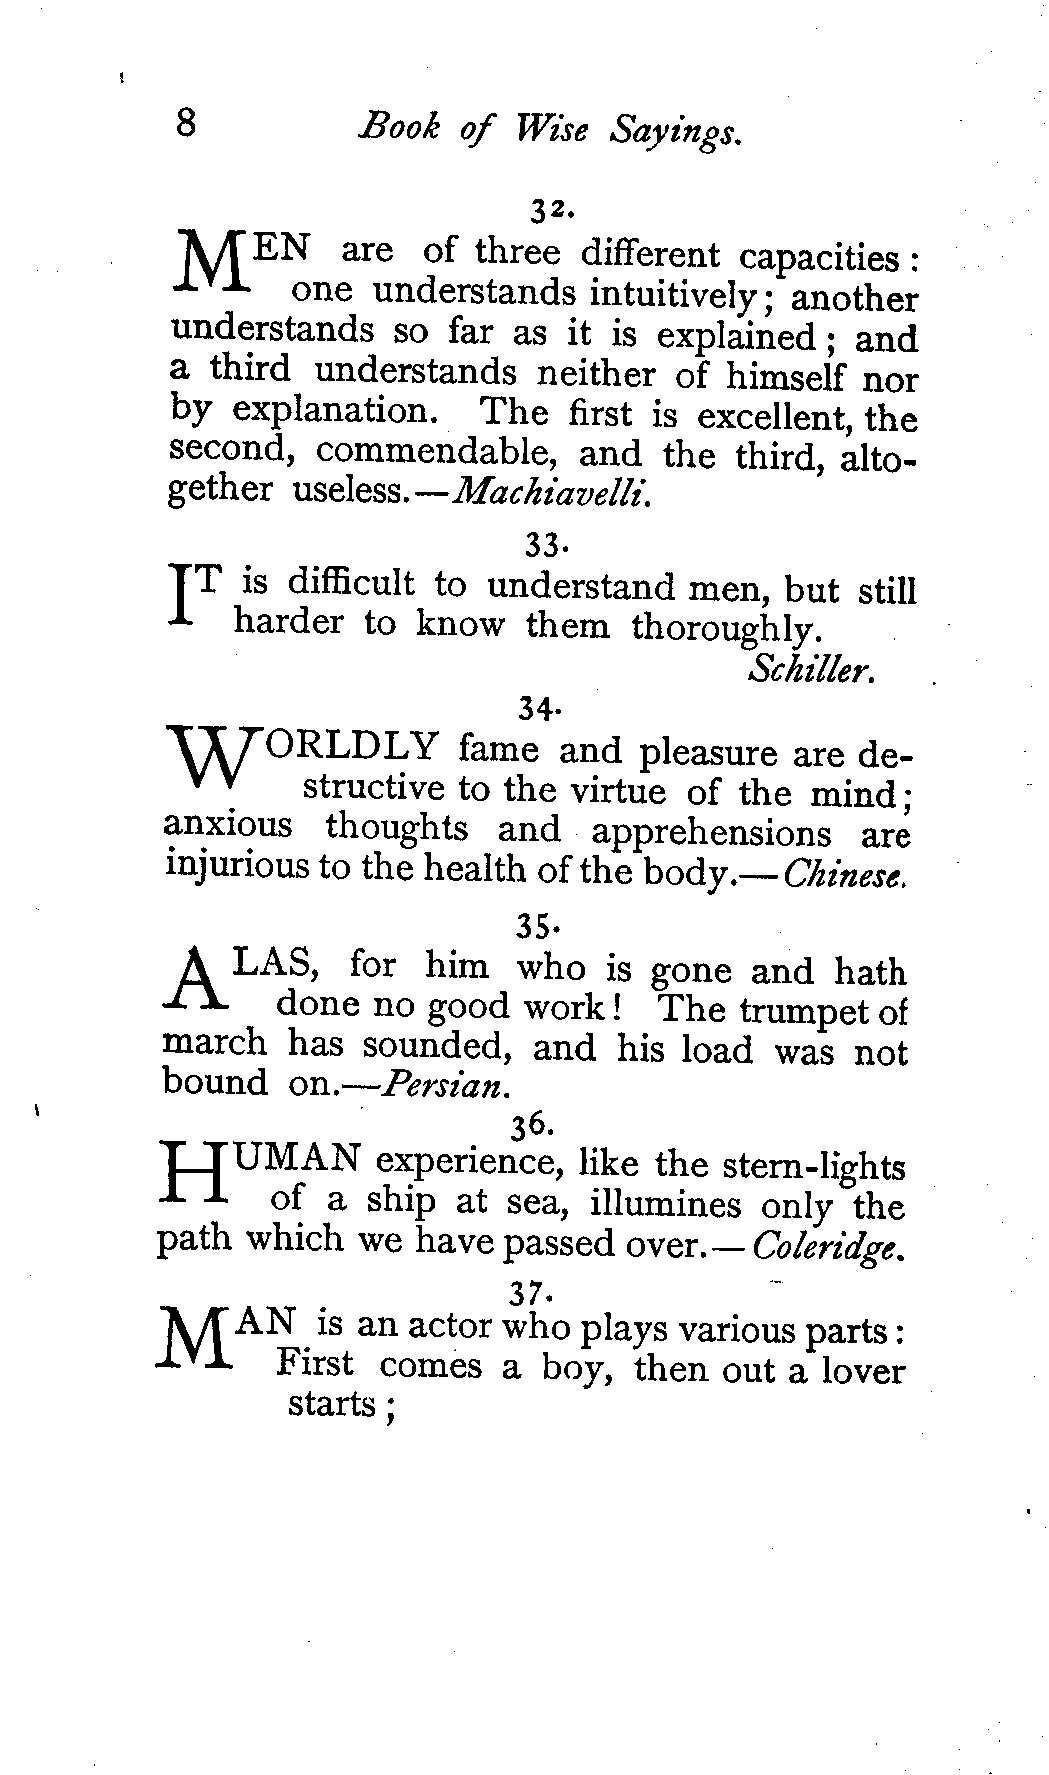 8 Book of Wise Sayings.
32.
MEN are of three different capacities :
one understands intuitively ; another
understands so far as it is explained ; and
a third understands neither of himself nor
by explanation. The first is excellent, the
second, commendable, and the third, alto-
gether useless.—Machiavelli.
33.
IT is difficult to understand men, but still
harder to know them thoroughly.
Schiller.
34.
WORLDLY fame and pleasure are de-
structive to the virtue of the mind ;
anxious thoughts and apprehensions are
injurious to the health of the body.—Chinese.
35.
ALAS, for him who is gone and hath
done no good work ! The trumpet of
march has sounded, and his load was not
bound on.—Persian.
36.
HUMAN experience, like the stern-lights
of a ship at sea, illumines only the
path which we have passed over.—Coleridge.
37.
MAN is an actor who plays various parts :
First comes a boy, then out a lover
starts ;